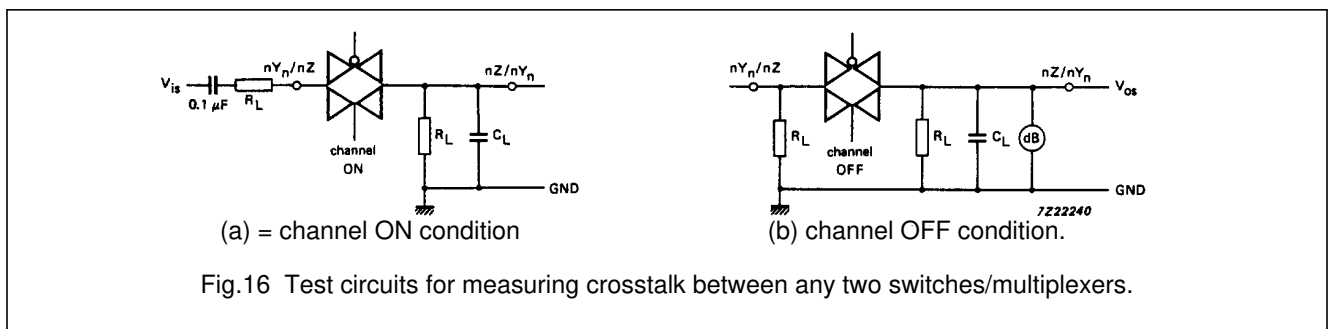 V_is
0.1 µF
R_L
nY_n/nZ
channel
ON
R_L
C_L
nZ/nY_n
GND
(a) = channel ON condition
nY_n/nZ
R_L
channel
OFF
R_L
C_L
dB
nZ/nY_n
V_os
GND
7Z22240
(b) channel OFF condition.
Fig.16 Test circuits for measuring crosstalk between any two switches/multiplexers.